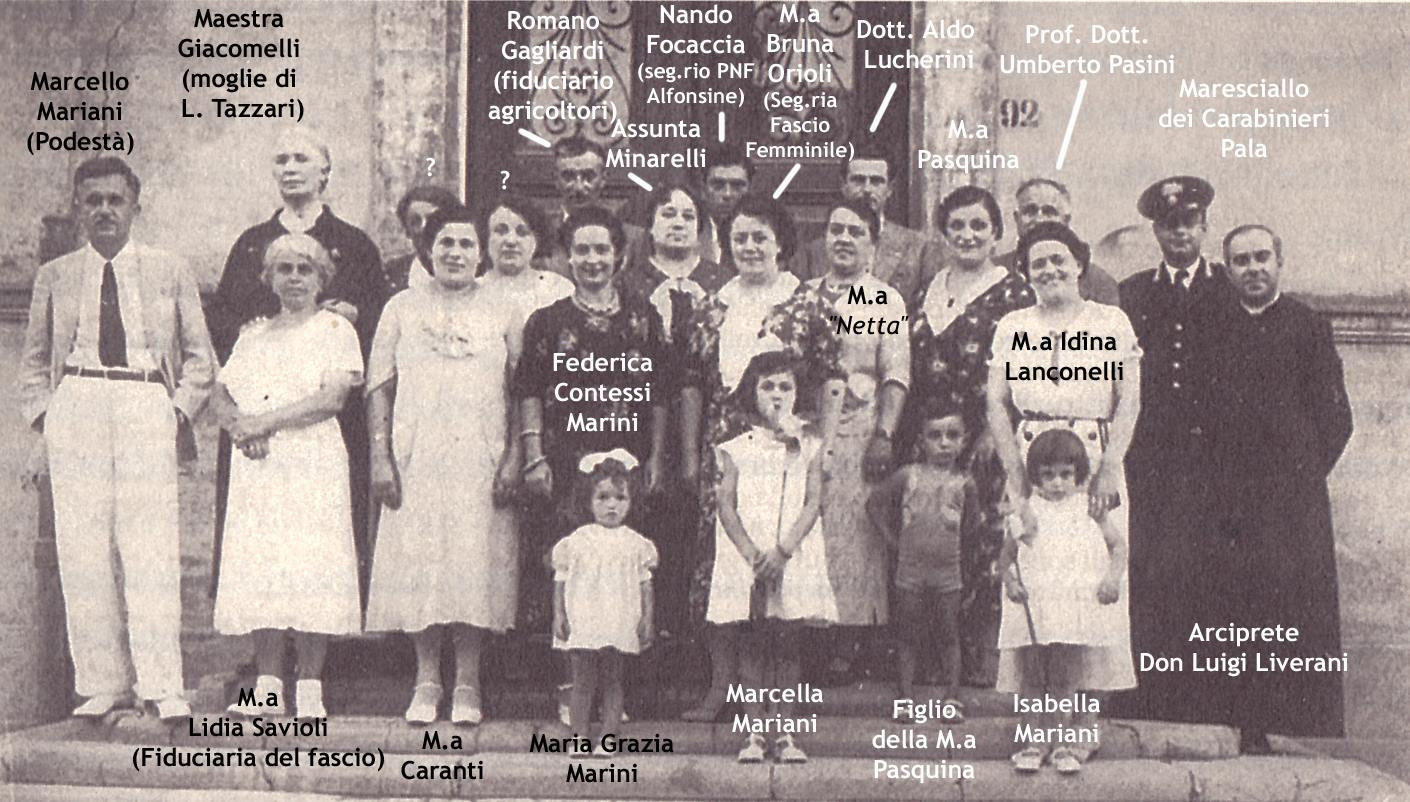 Marcello
Mariani
(Podestà)
Maestra
Giacomelli
(moglie di
L. Tazzari)
?
?
Romano
Gagliardi
(fiduciario
agricoltori)
Assunta
Minarelli
Nando
Focaccia
(seg.rio PNF
Alfonsine)
M.a
Bruna
Orioli
(Seg.ria
Fascio
Femminile)
Dott. Aldo
Lucherini
M.a
Pasquina
Prof. Dott.
Umberto Pasini
92
Maresciallo
dei Carabinieri
Pala
M.a
"Netta"
M.a Idina
Lanconelli
Federica
Contessi
Marini
Arciprete
Don Luigi Liverani
M.a
Lidia Savioli
(Fiduciaria del fascio)
M.a
Caranti
Maria Grazia
Marini
Marcella
Mariani
Figlio
della M.a
Pasquina
Isabella
Mariani